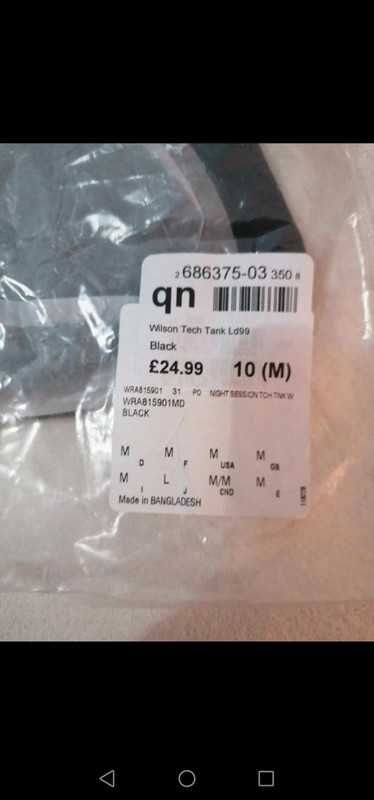 2 686375-03 350 8
qn
Wilson Tech Tank Ld99
Black
£24.99 10 (M)
WRA815901 31 PD NIGHT SESSION TCH TNK W
WRA815901MD
BLACK
M M M M
D F USA GB
M L M/M M
I J CND E
Made in BANGLADESH